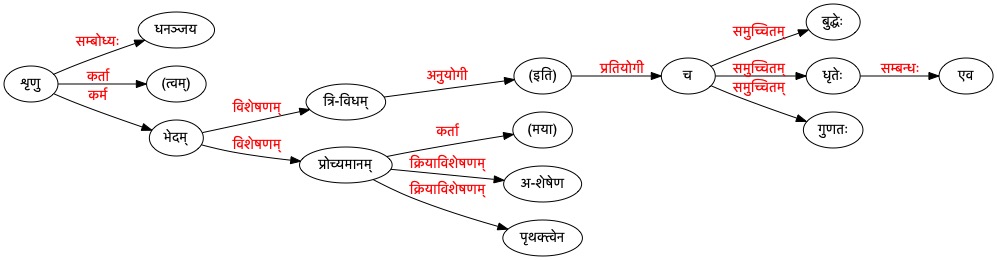 शृणु
सम्बोध्यः
धनञ्जय
कर्ता
(त्वम्)
कर्म
भेदम्
विशेषणम्
त्रि-विधम्
अनुयोगी
(इति)
प्रतियोगी
च
समुच्चितम्
बुद्धेः
समुच्चितम्
धृतेः
सम्बन्धः
एव
समुच्चितम्
गुणतः
विशेषणम्
प्रोच्यमानम्
कर्ता
(मया)
क्रियाविशेषणम्
अ-शेषेण
क्रियाविशेषणम्
पृथक्त्वेन